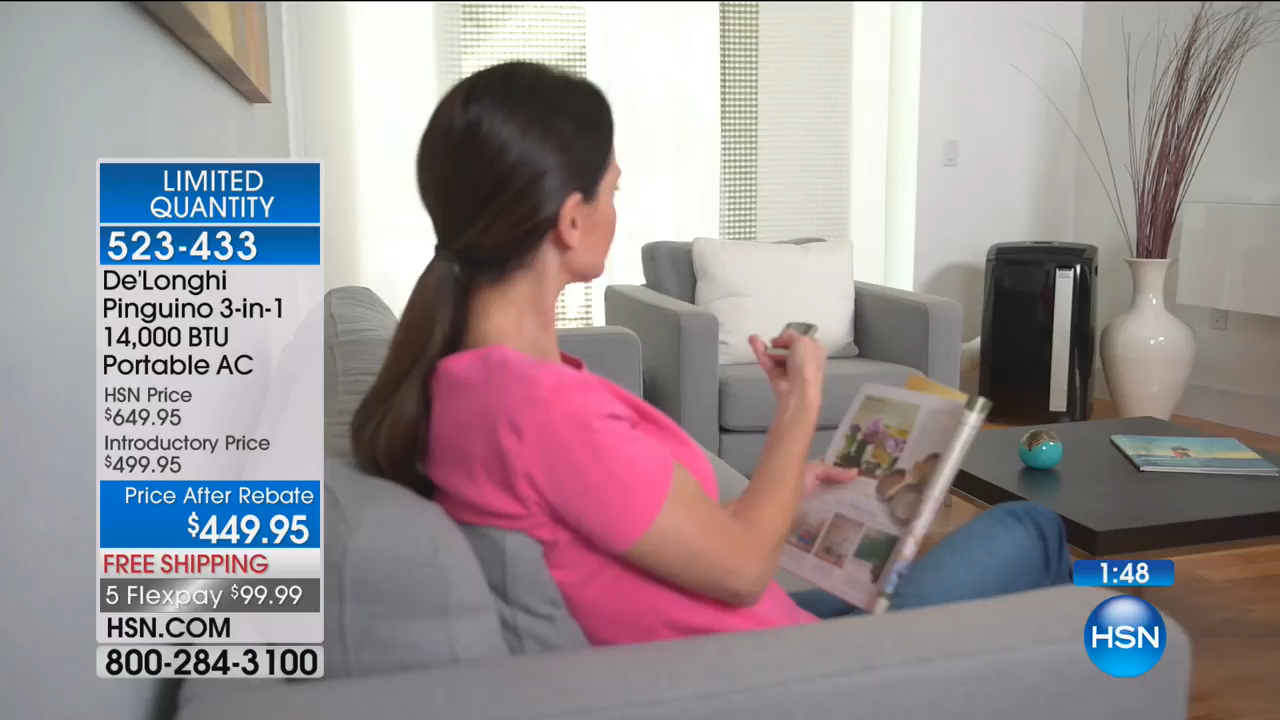 LIMITED
QUANTITY
523-433
De'Longhi
Pinguino 3-in-1
14,000 BTU
Portable AC
HSN Price
$649.95
Introductory Price
$499.95
Price After Rebate
$449.95
FREE SHIPPING
5 Flexpay $99.99
HSN.COM
800-284-3100
1:48
HSN